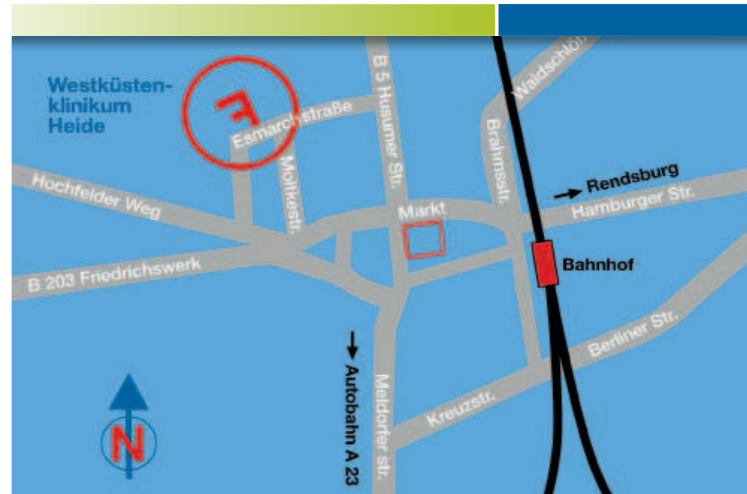 Westküsten-
klinikum
Heide
Esmarchstraße
B 5 Husumer Str.
Waldschlöß
Brahmsstr.
Moltkestr.
Hochfelder Weg
Markt
Rendsburg
Hamburger Str.
B 203 Friedrichswerk
Bahnhof
Berliner Str.
Autobahn A 23
Meldorfer str.
Kreuzstr.
N